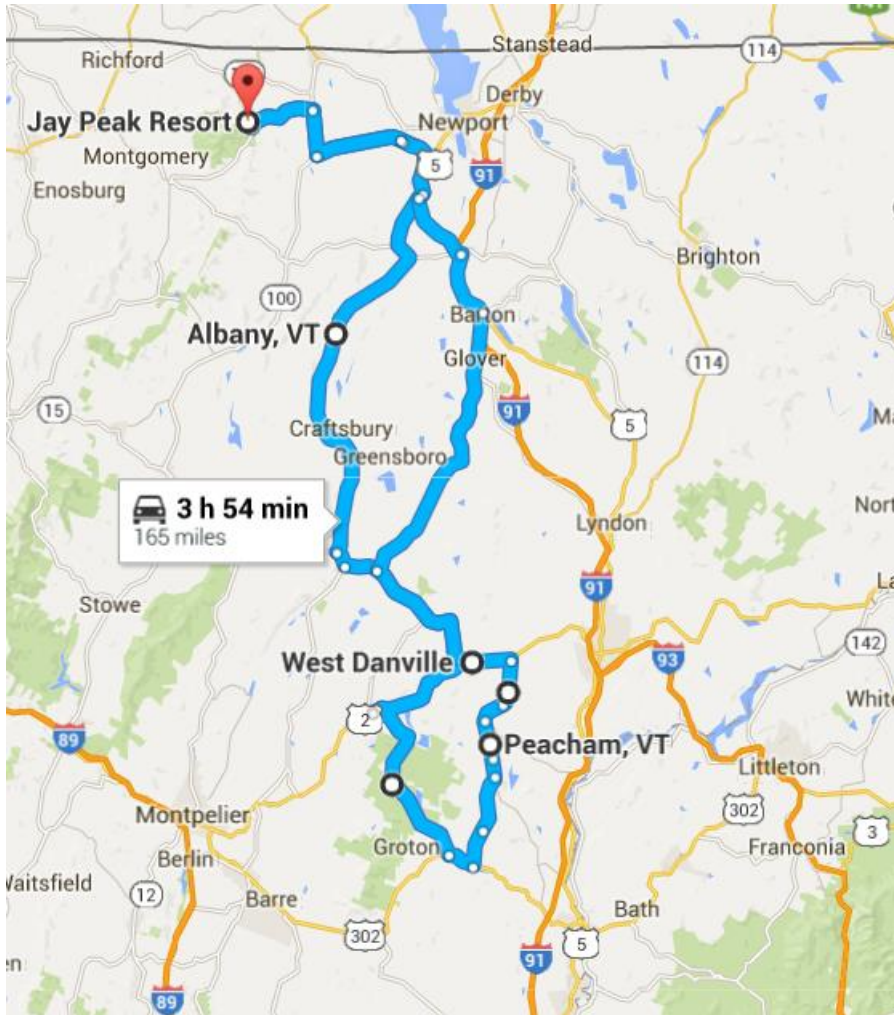 Stanstead
Richford
114
Derby
Jay Peak Resort
Newport
Montgomery
5
91
Enosburg
Brighton
100
Barton
Albany, VT
Glover
114
15
91
5
Craftsbury
Greensboro
3 h 54 min
165 miles
Lyndon
91
Stowe
142
West Danville
93
2
Peacham, VT
89
Littleton
Montpelier
302
3
Groton
Franconia
Berlin
12
Barre
Bath
302
5
91
89